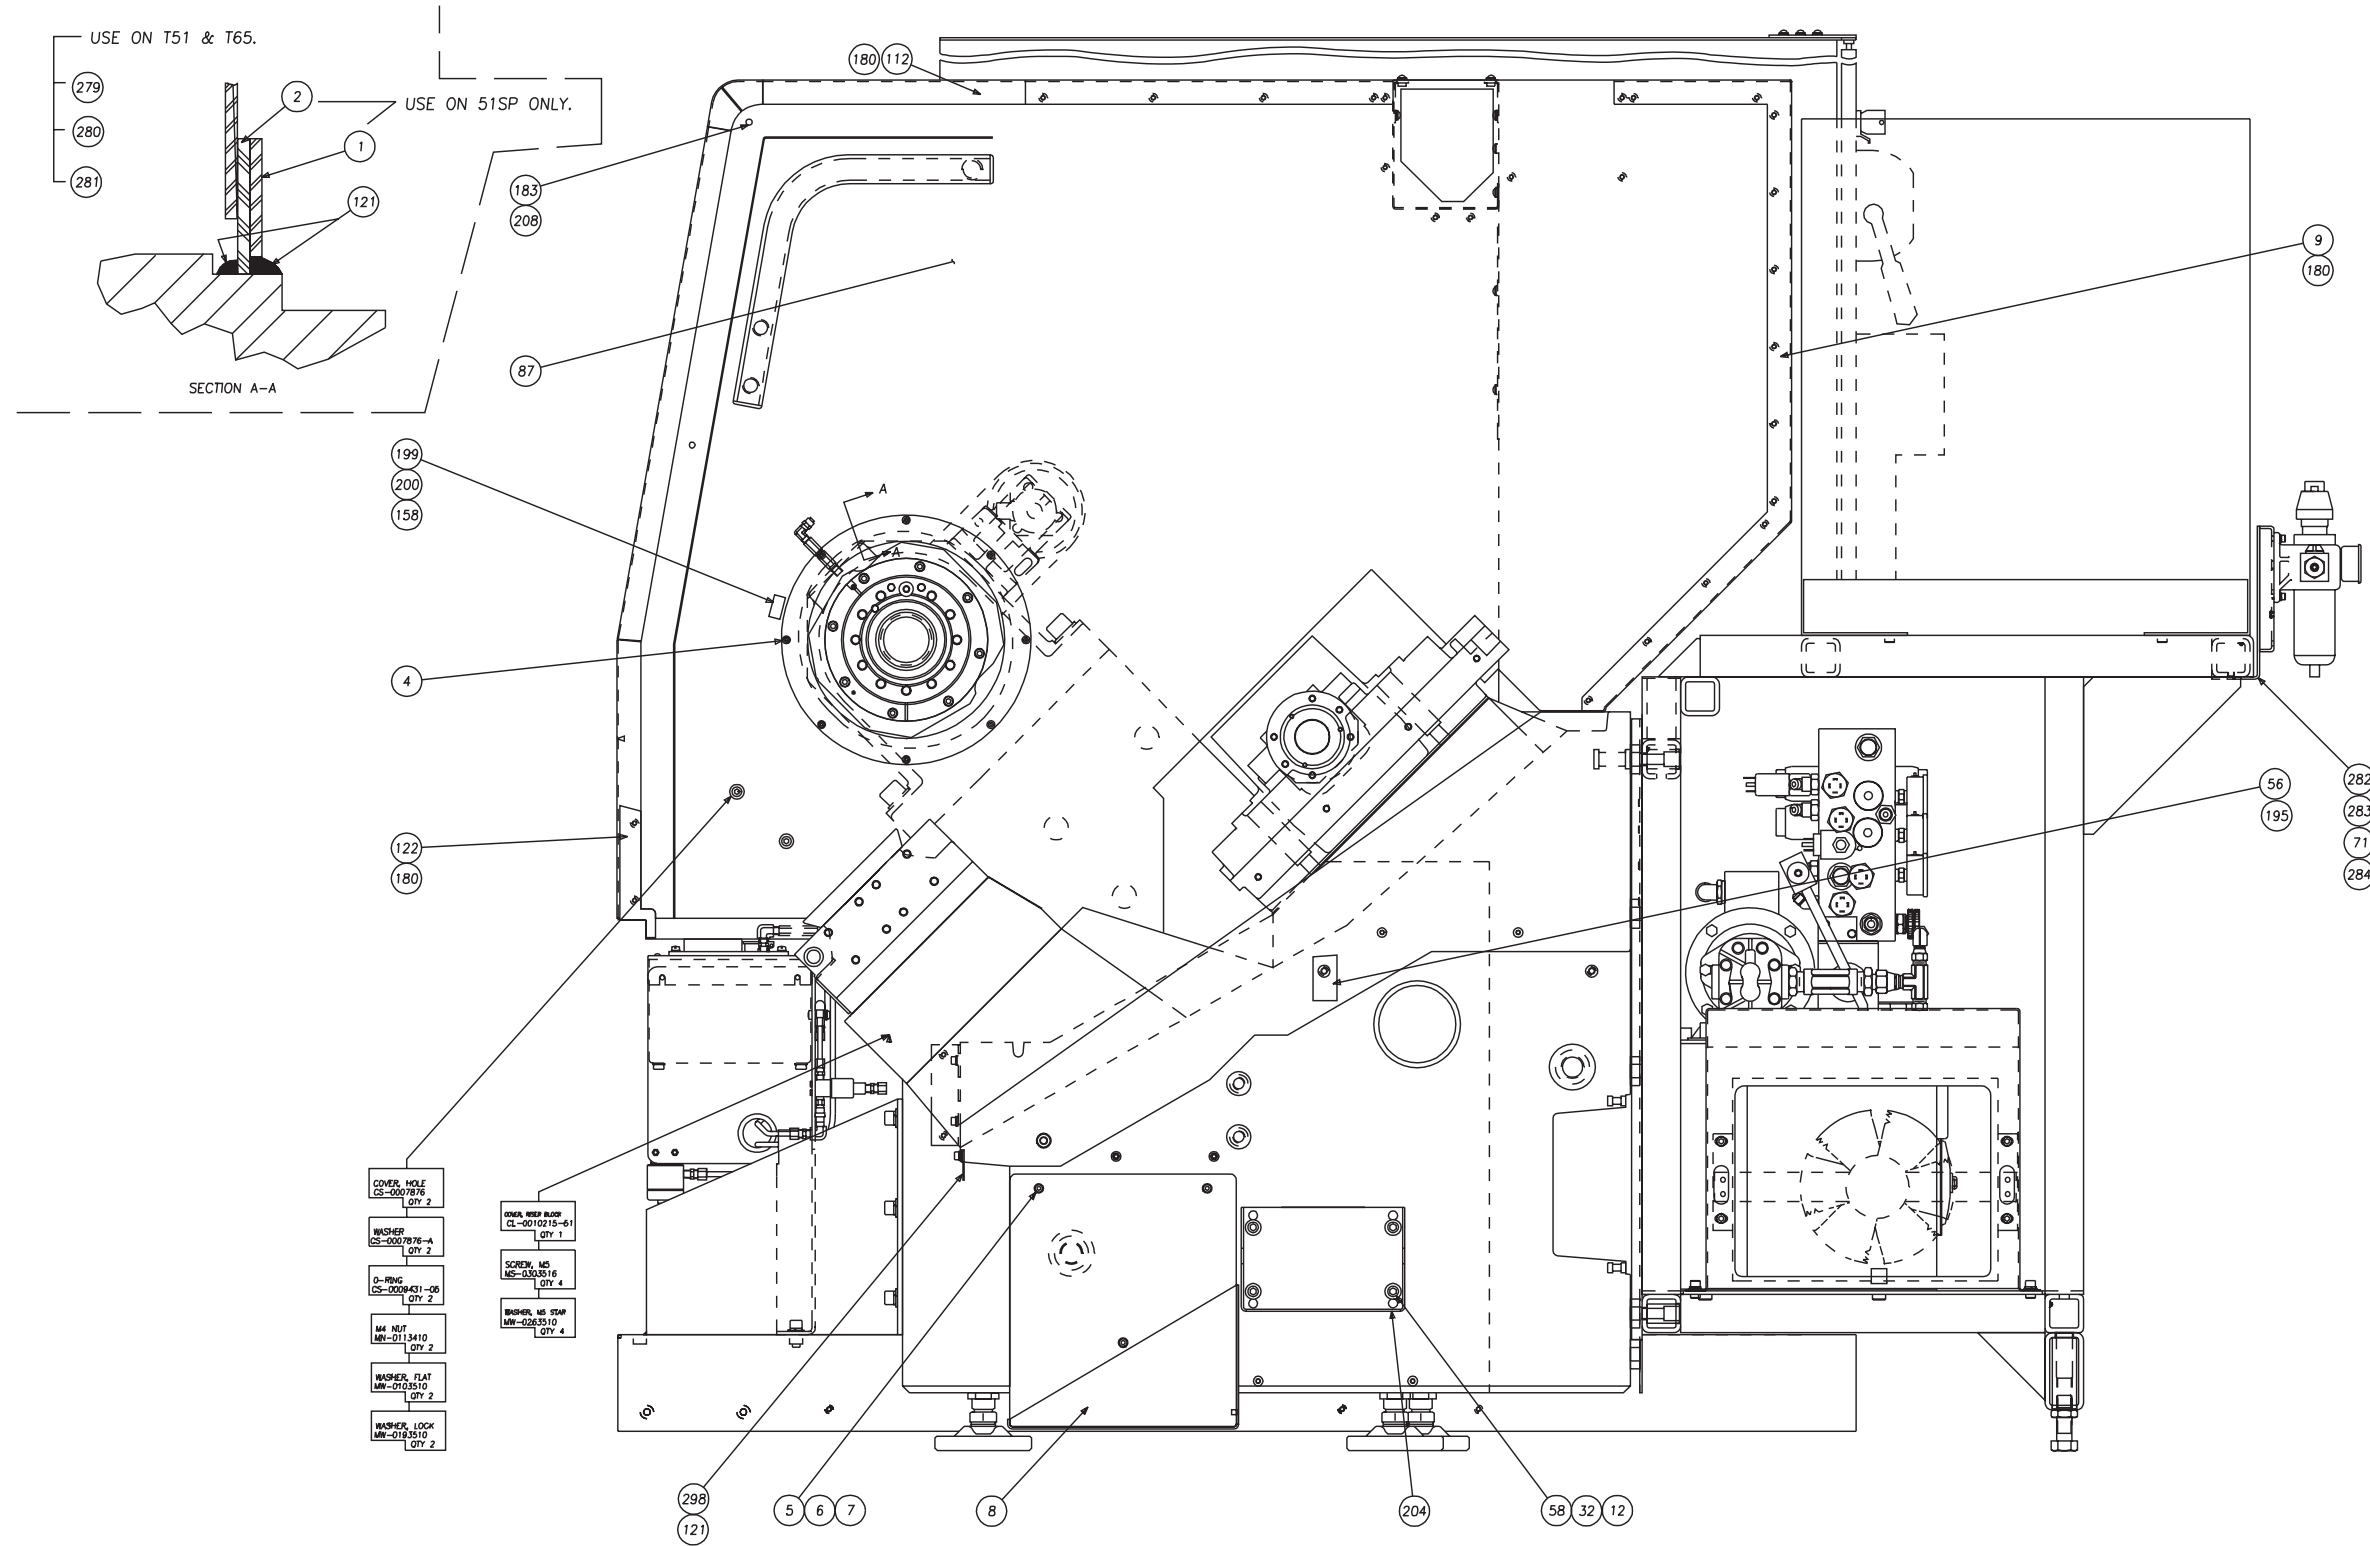 USE ON T51 & T65.
279
280
281
2
USE ON 51SP ONLY.
1
121
SECTION A-A
180 112
183
208
9
180
87
199
200
158
A
A
4
122
180
56
195
282
283
71
284
COVER, HOLE
CS-0007876
QTY 2
WASHER
CS-0007876-A
QTY 2
O-RING
CS-0009431-05
QTY 2
M4 NUT
MN-0113410
QTY 2
WASHER, FLAT
MW-0103510
QTY 2
WASHER, LOCK
MW-0193510
QTY 2
COVER, RISER BLOCK
CL-0010215-61
QTY 1
SCREW, M5
MS-0303516
QTY 4
WASHER, M5 STAR
MW-0263510
QTY 4
298
121
5 6 7
8
204
58 32 12